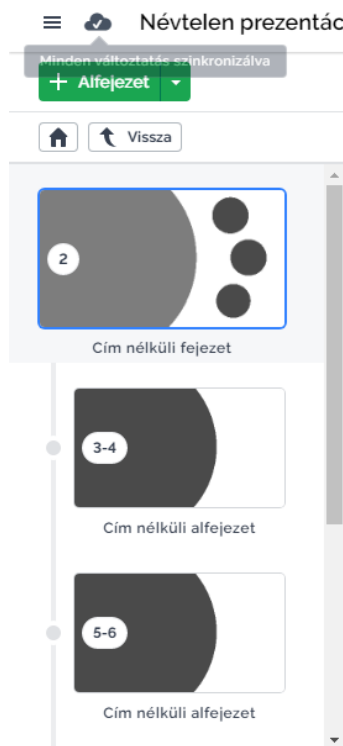 Névtelen prezentác
Minden változtatás szinkronizálva
+ Alfejezet
Vissza
2
Cím nélküli fejezet
3-4
Cím nélküli alfejezet
5-6
Cím nélküli alfejezet